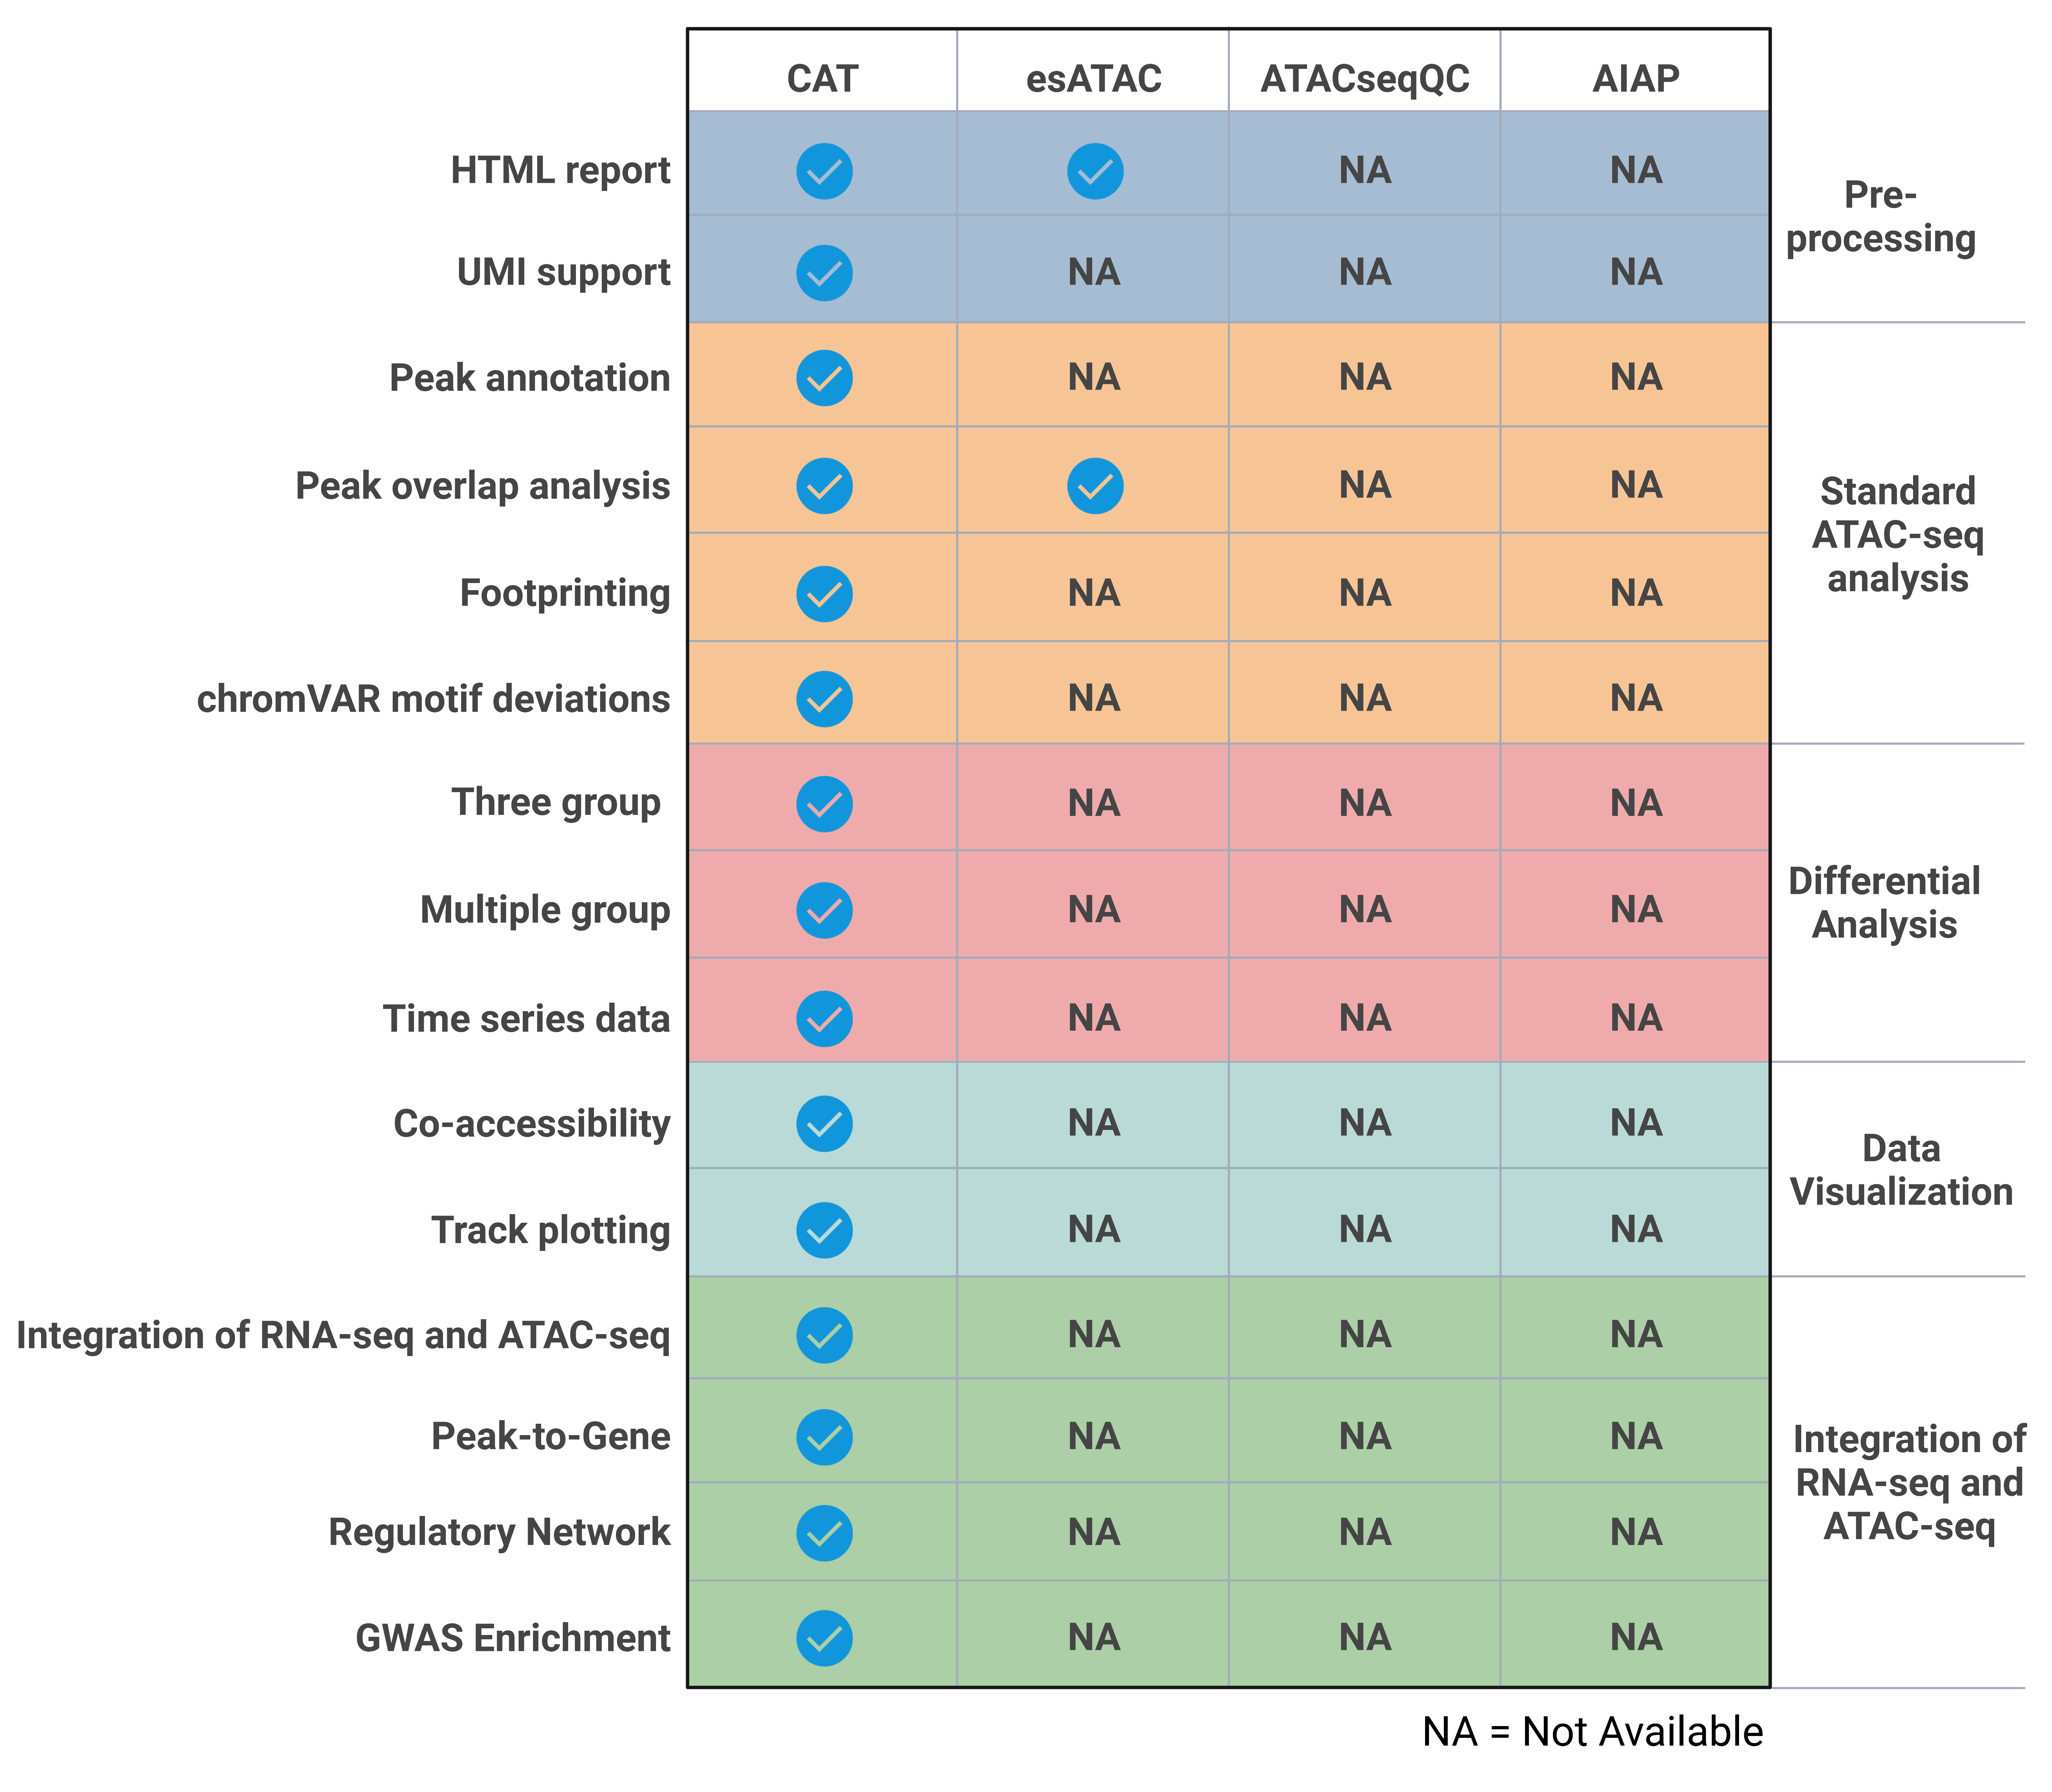 CAT esATAC ATACseqQC AIAP
HTML report NA NA
Pre-
processing
UMI support NA NA NA
Peak annotation NA NA NA
Peak overlap analysis NA NA
Standard
ATAC-seq
analysis
Footprinting NA NA NA
chromVAR motif deviations NA NA NA
Three group NA NA NA
Multiple group NA NA NA
Differential
Analysis
Time series data NA NA NA
Co-accessibility NA NA NA
Data
Visualization
Track plotting NA NA NA
Integration of RNA-seq and ATAC-seq NA NA NA
Peak-to-Gene NA NA NA
Integration of
RNA-seq and
ATAC-seq
Regulatory Network NA NA NA
GWAS Enrichment NA NA NA
NA = Not Available